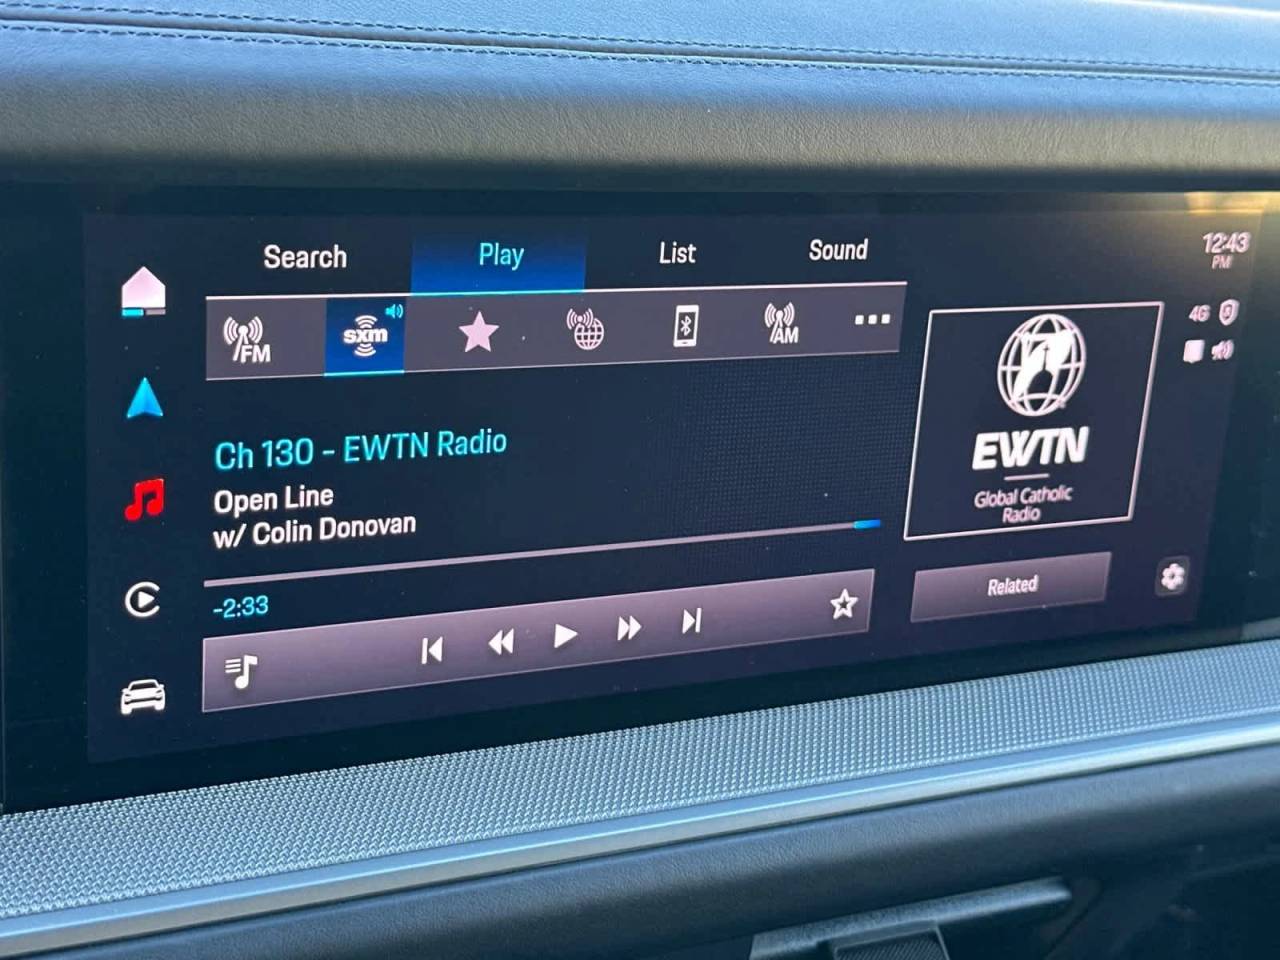 Search
Play
List
Sound
12:43
PM
FM
sxm
AM
4G
Ch 130 - EWTN Radio
Open Line
w/ Colin Donovan
-2:33
EWTN
Global Catholic
Radio
Related